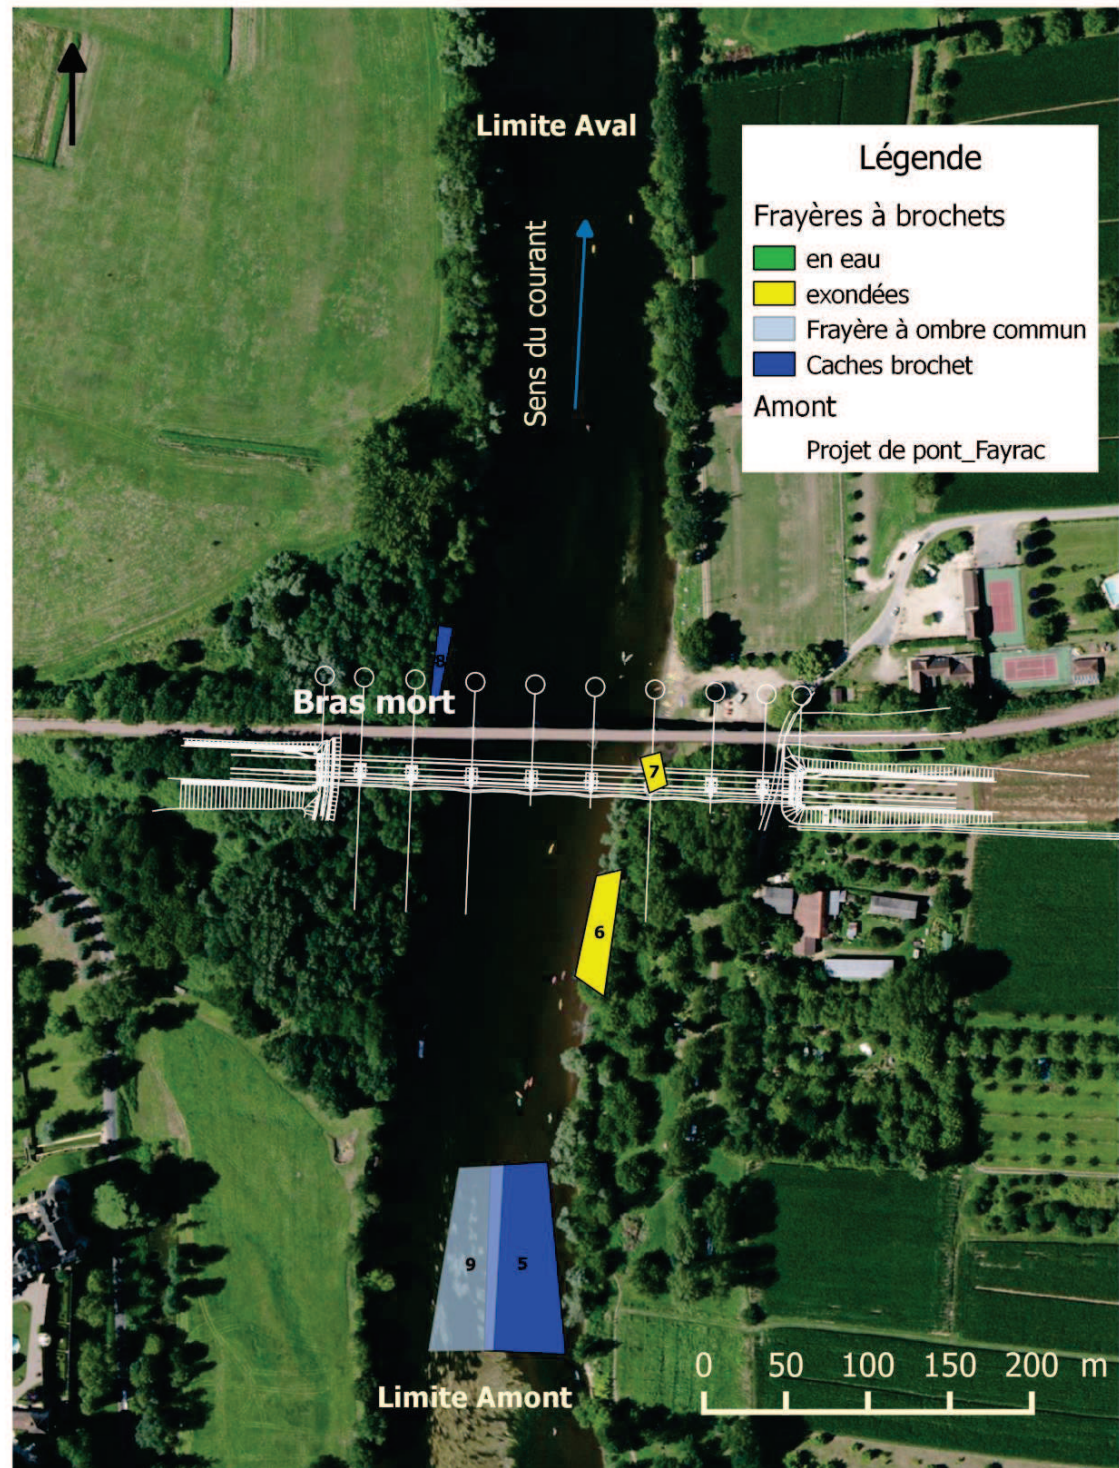 Limite Aval
Légende
Frayères à brochets
en eau
exondées
Frayère à ombre commun
Caches brochet
Amont
Projet de pont_Fayrac
Sens du courant
8
Bras mort
7
6
9
5
0 50 100 150 200 m
Limite Amont